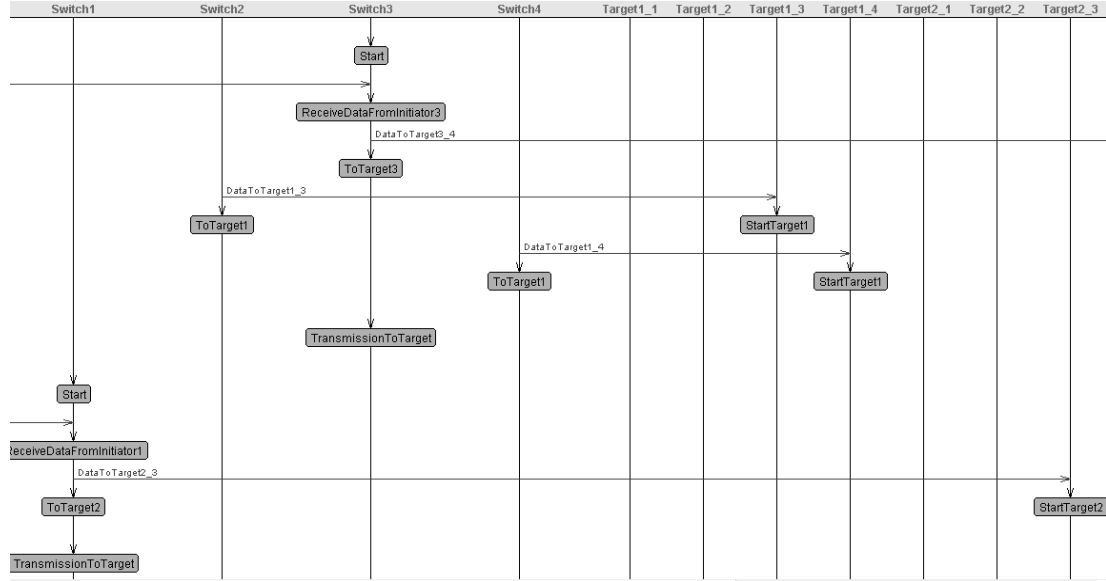 Switch1 Switch2 Switch3 Switch4 Target1_1 Target1_2 Target1_3 Target1_4 Target2_1 Target2_2 Target2_3
Start
ReceiveDataFromInitiator3
DataToTarget3_4
ToTarget3
DataToTarget1_3
ToTarget1 StartTarget1
DataToTarget1_4
ToTarget1 StartTarget1
TransmissionToTarget
Start
ReceiveDataFromInitiator1
DataToTarget2_3
ToTarget2 StartTarget2
TransmissionToTarget